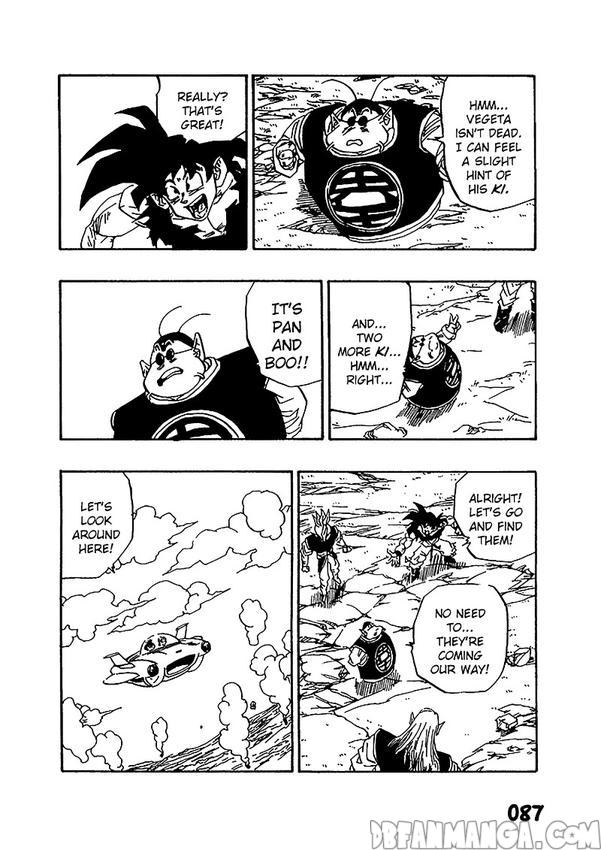 HMM...
VEGETA
ISN'T DEAD.
I CAN FEEL
A SLIGHT
HINT OF
HIS KI.
REALLY?
THAT'S
GREAT!
AND...
TWO
MORE KI...
HMM...
RIGHT...
IT'S
PAN
AND
BOO!!
ALRIGHT!
LET'S GO
AND FIND
THEM!
NO NEED
TO...
THEY'RE
COMING
OUR WAY!
LET'S
LOOK
AROUND
HERE!
087
DBFANMANGA.COM